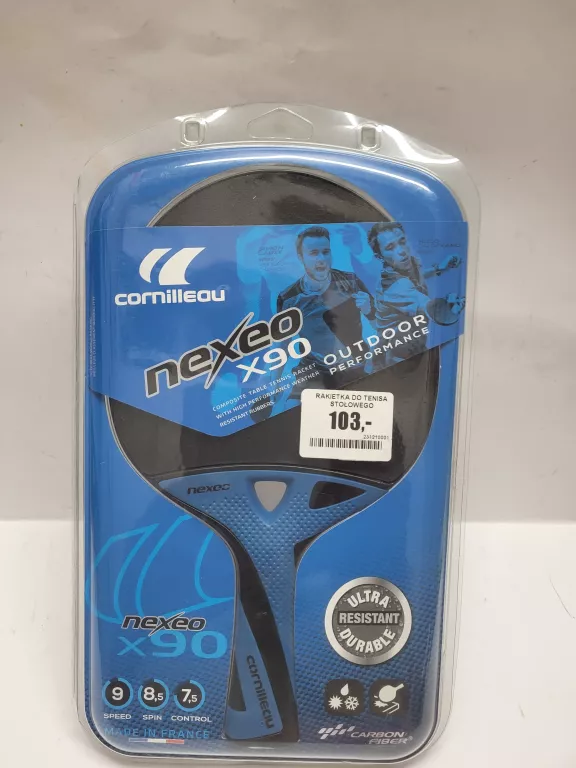 cornilleau
nexeo
x90
OUTDOOR
PERFORMANCE
COMPOSITE TABLE TENNIS RACKET
WITH HIGH PERFORMANCE WEATHER
RESISTANT RUBBERS
RAKIETKA DO TENISA
STOŁOWEGO
103,-
nexeo
ULTRA
RESISTANT
DURABLE
nexeo
x90
cornilleau
9
8,5
7,5
SPEED
SPIN
CONTROL
MADE IN FRANCE
CARBON
FIBER